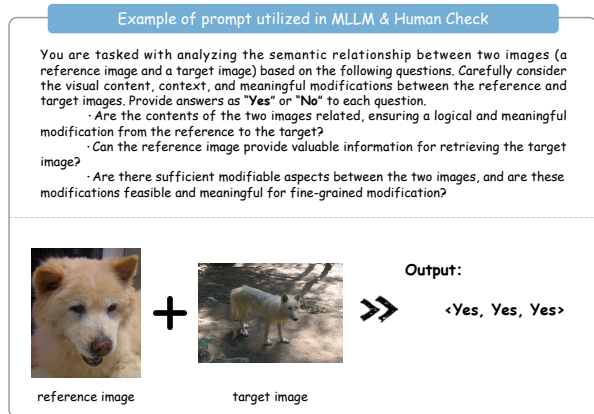 Example of prompt utilized in MLLM & Human Check
You are tasked with analyzing the semantic relationship between two images (a
reference image and a target image) based on the following questions. Carefully consider
the visual content, context, and meaningful modifications between the reference and
target images. Provide answers as “Yes” or “No” to each question.
· Are the contents of the two images related, ensuring a logical and meaningful
modification from the reference to the target?
· Can the reference image provide valuable information for retrieving the target
image?
· Are there sufficient modifiable aspects between the two images, and are these
modifications feasible and meaningful for fine-grained modification?
Output:
<Yes, Yes, Yes>
reference image
target image